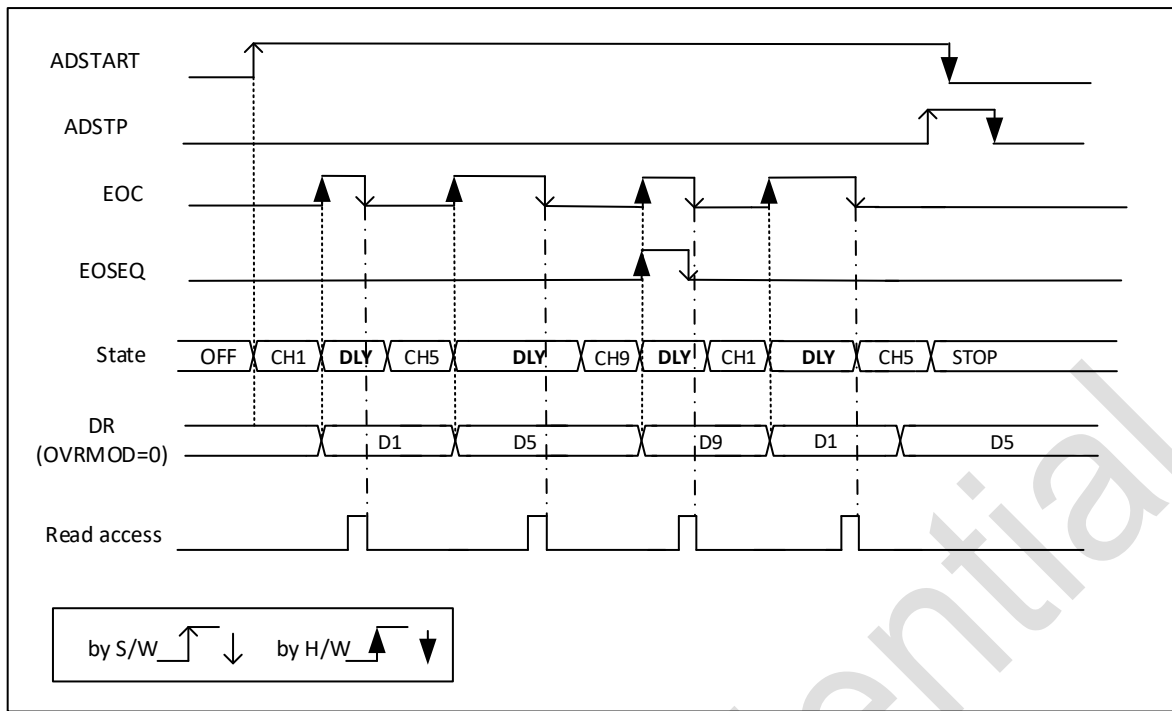 ADSTART
ADSTP
EOC
EOSEQ
State OFF CH1 DLY CH5 DLY CH9 DLY CH1 DLY CH5 STOP
DR
(OVRMOD=0) D1 D5 D9 D1 D5
Read access
by S/W by H/W
ential